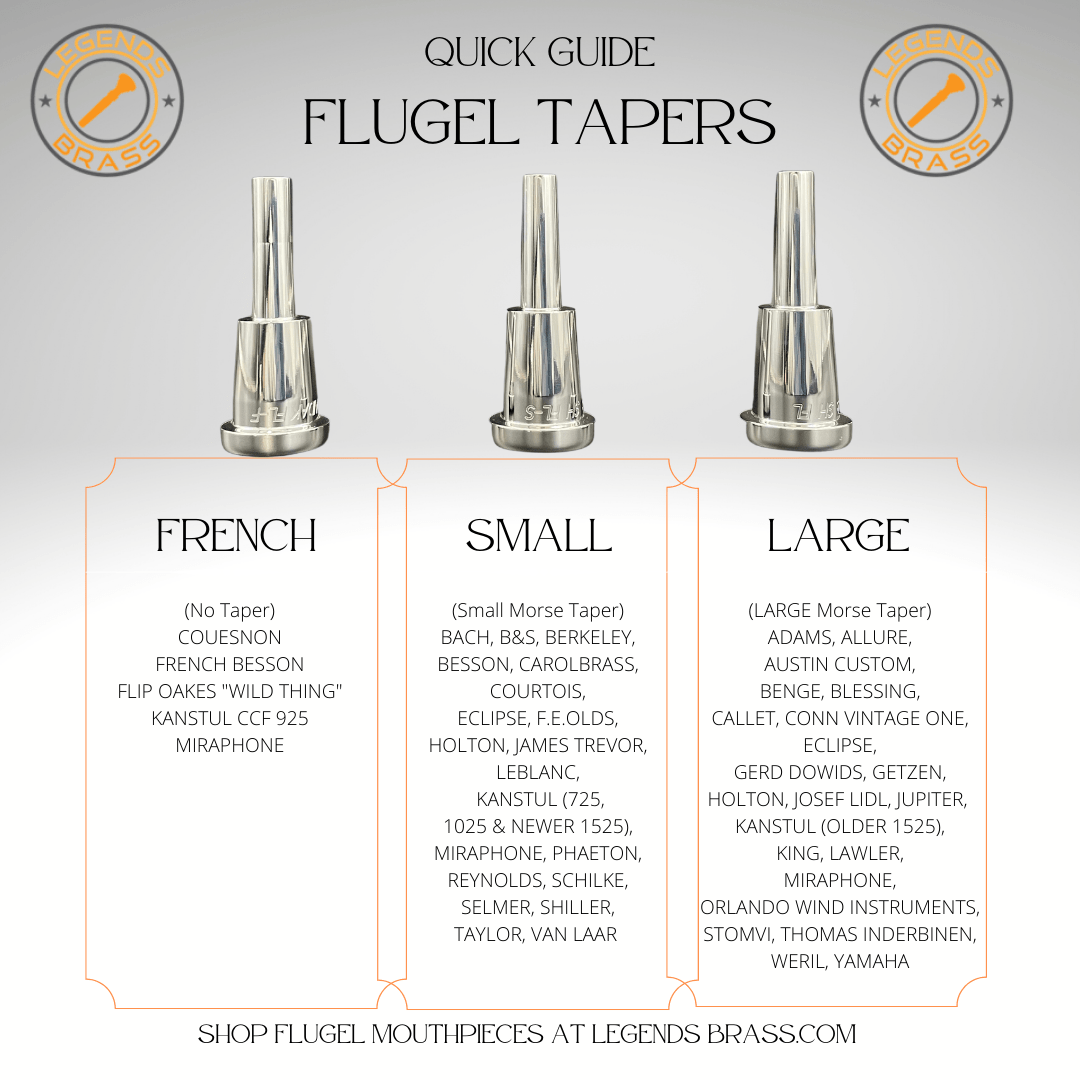 LEGENDS
BRASS
QUICK GUIDE
FLUGEL TAPERS
LEGENDS
BRASS
FL-F
SH FL-S
SH FL
FRENCH
(No Taper)
COUESNON
FRENCH BESSON
FLIP OAKES "WILD THING"
KANSTUL CCF 925
MIRAPHONE
SMALL
(Small Morse Taper)
BACH, B&S, BERKELEY,
BESSON, CAROLBRASS,
COURTOIS,
ECLIPSE, F.E.OLDS,
HOLTON, JAMES TREVOR,
LEBLANC,
KANSTUL (725,
1025 & NEWER 1525),
MIRAPHONE, PHAETON,
REYNOLDS, SCHILKE,
SELMER, SHILLER,
TAYLOR, VAN LAAR
LARGE
(LARGE Morse Taper)
ADAMS, ALLURE,
AUSTIN CUSTOM,
BENGE, BLESSING,
CALLET, CONN VINTAGE ONE,
ECLIPSE,
GERD DOWIDS, GETZEN,
HOLTON, JOSEF LIDL, JUPITER,
KANSTUL (OLDER 1525),
KING, LAWLER,
MIRAPHONE,
ORLANDO WIND INSTRUMENTS,
STOMVI, THOMAS INDERBINEN,
WERIL, YAMAHA
SHOP FLUGEL MOUTHPIECES AT LEGENDS BRASS.COM